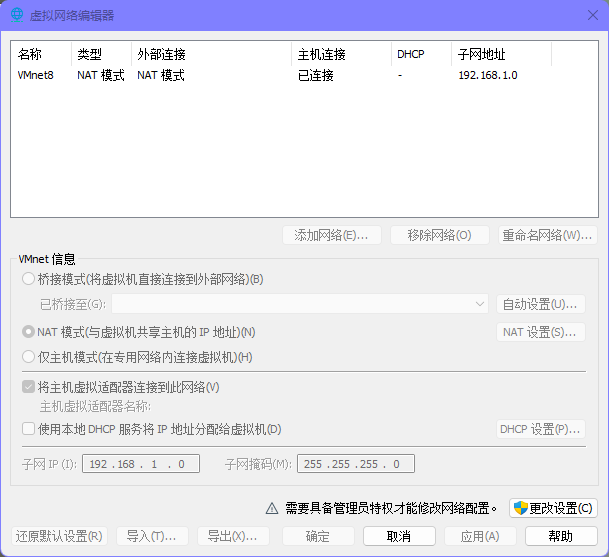 虚拟网络编辑器
名称 类型 外部连接 主机连接 DHCP 子网地址
VMnet8 NAT 模式 NAT 模式 已连接 - 192.168.1.0
添加网络(E)... 移除网络(O) 重命名网络(W)...
VMnet 信息
桥接模式(将虚拟机直接连接到外部网络)(B)
已桥接至(G): 自动设置(U)...
NAT 模式(与虚拟机共享主机的 IP 地址)(N) NAT 设置(S)...
仅主机模式(在专用网络内连接虚拟机)(H)
将主机虚拟适配器连接到此网络(V)
主机虚拟适配器名称:
使用本地 DHCP 服务将 IP 地址分配给虚拟机(D) DHCP 设置(P)...
子网 IP (I): 192 . 168 . 1 . 0 子网掩码(M): 255 . 255 . 255 . 0
需要具备管理员特权才能修改网络配置。 更改设置(C)
还原默认设置(R) 导入(T)... 导出(X)... 确定 取消 应用(A) 帮助